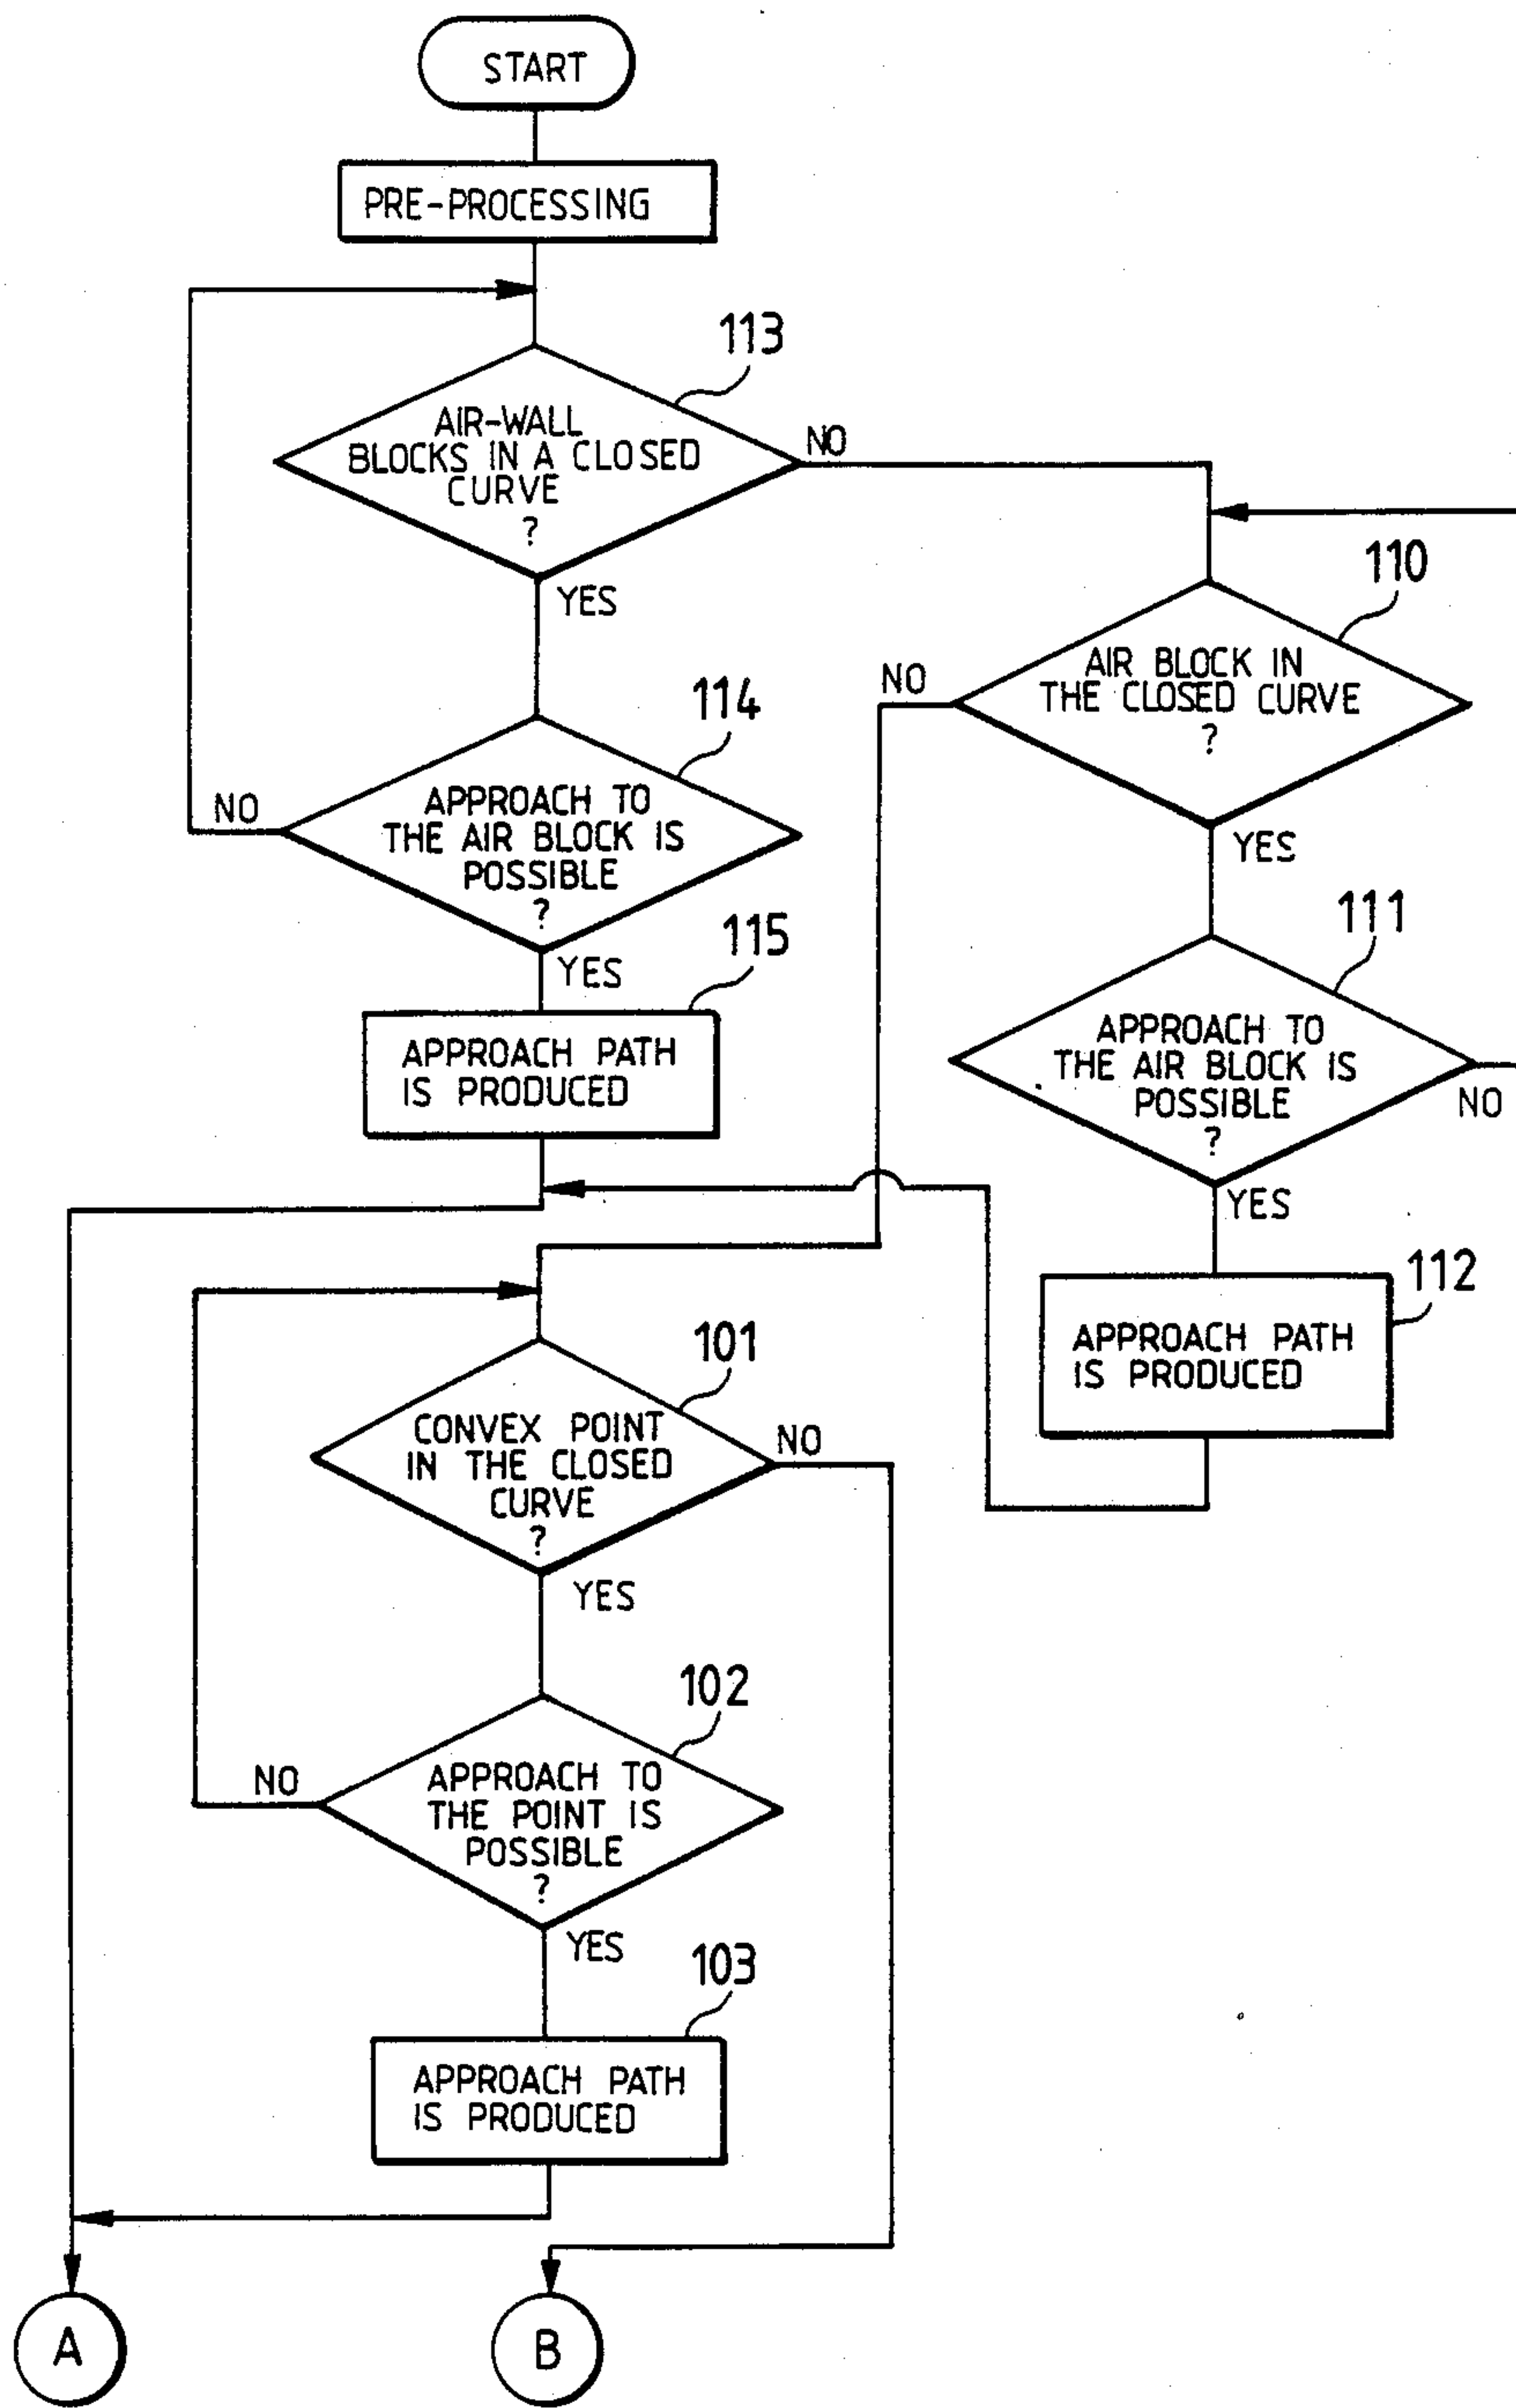 START
PRE-PROCESSING
113
AIR-WALL
BLOCKS IN A CLOSED
CURVE
?
NO
YES
110
AIR BLOCK IN
THE CLOSED CURVE
?
NO
YES
114
APPROACH TO
THE AIR BLOCK IS
POSSIBLE
?
NO
YES
111
APPROACH TO
THE AIR BLOCK IS
POSSIBLE
?
NO
YES
115
APPROACH PATH
IS PRODUCED
112
APPROACH PATH
IS PRODUCED
101
CONVEX POINT
IN THE CLOSED
CURVE
?
NO
YES
102
APPROACH TO
THE POINT IS
POSSIBLE
?
NO
YES
103
APPROACH PATH
IS PRODUCED
A
B